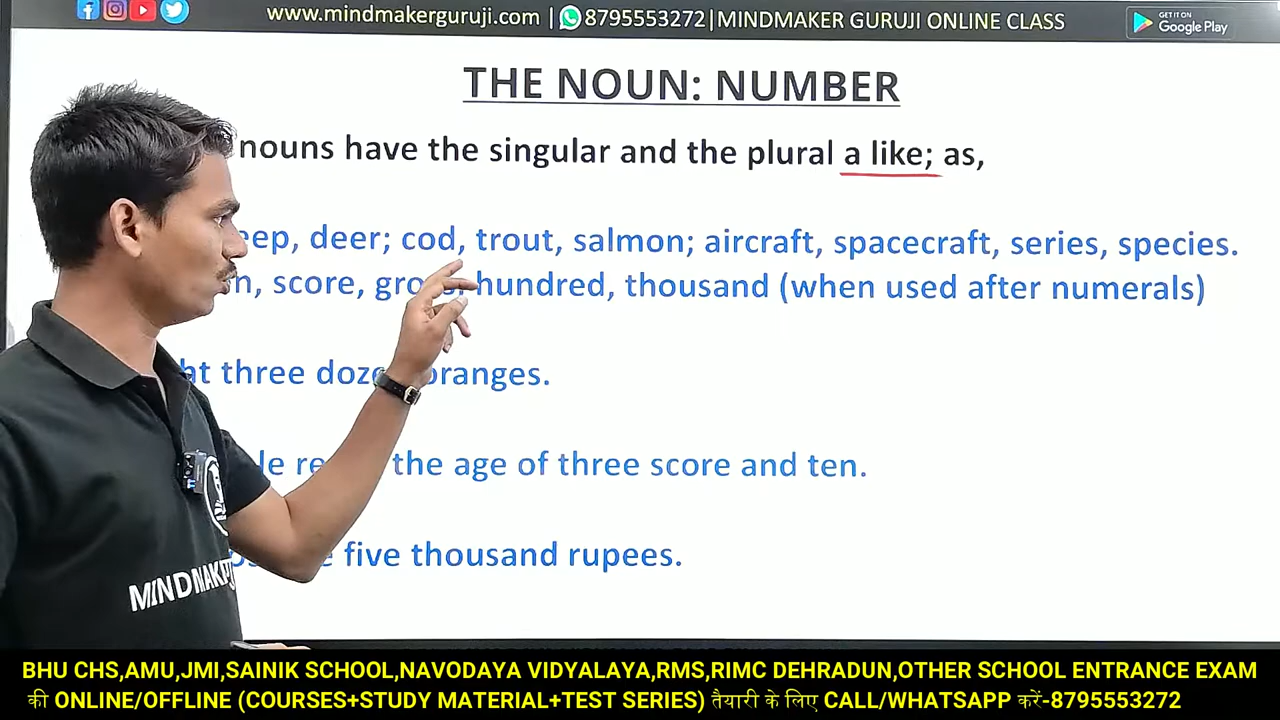 www.mindmakerguruji.com | 8795553272|MINDMAKER GURUJI ONLINE CLASS
GET IT ON
Google Play
THE NOUN: NUMBER
nouns have the singular and the plural a like; as,
deer; cod, trout, salmon; aircraft, spacecraft, series, species.
score, hundred, thousand (when used after numerals)
three oranges.
the age of three score and ten.
five thousand rupees.
BHU CHS,AMU,JMI,SAINIK SCHOOL,NAVODAYA VIDYALAYA,RMS,RIMC DEHRADUN,OTHER SCHOOL ENTRANCE EXAM
की ONLINE/OFFLINE (COURSES+STUDY MATERIAL+TEST SERIES) तैयारी के लिए CALL/WHATSAPP करें-8795553272